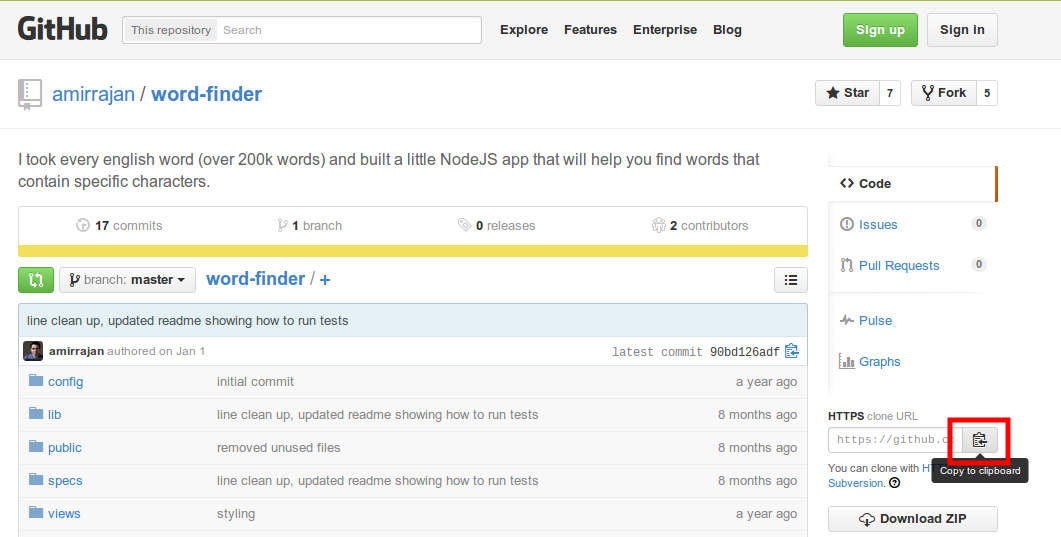 GitHub This repository Search Explore Features Enterprise Blog Sign up Sign in
amirrajan / word-finder Star 7 Fork 5
I took every english word (over 200k words) and built a little NodeJS app that will help you find words that
contain specific characters.
17 commits 1 branch 0 releases 2 contributors
branch: master word-finder / +
line clean up, updated readme showing how to run tests
amirrajan authored on Jan 1 latest commit 90bd126adf
config initial commit a year ago
lib line clean up, updated readme showing how to run tests 8 months ago
public removed unused files 8 months ago
specs line clean up, updated readme showing how to run tests 8 months ago
views styling a year ago
Code
Issues 0
Pull Requests 0
Pulse
Graphs
HTTPS clone URL
https://github.c
Copy to clipboard
You can clone with
Subversion.
Download ZIP